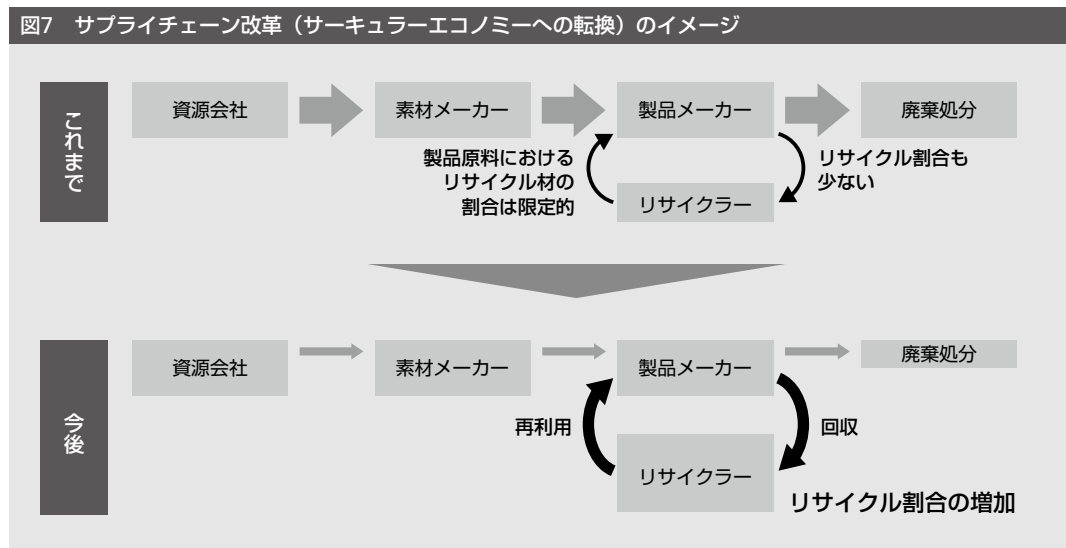 図7　サプライチェーン改革（サーキュラーエコノミーへの転換）のイメージ
これまで
資源会社
素材メーカー
製品メーカー
廃棄処分
製品原料における
リサイクル材の
割合は限定的
リサイクラー
リサイクル割合も
少ない
今後
資源会社
素材メーカー
製品メーカー
廃棄処分
再利用
回収
リサイクラー
リサイクル割合の増加